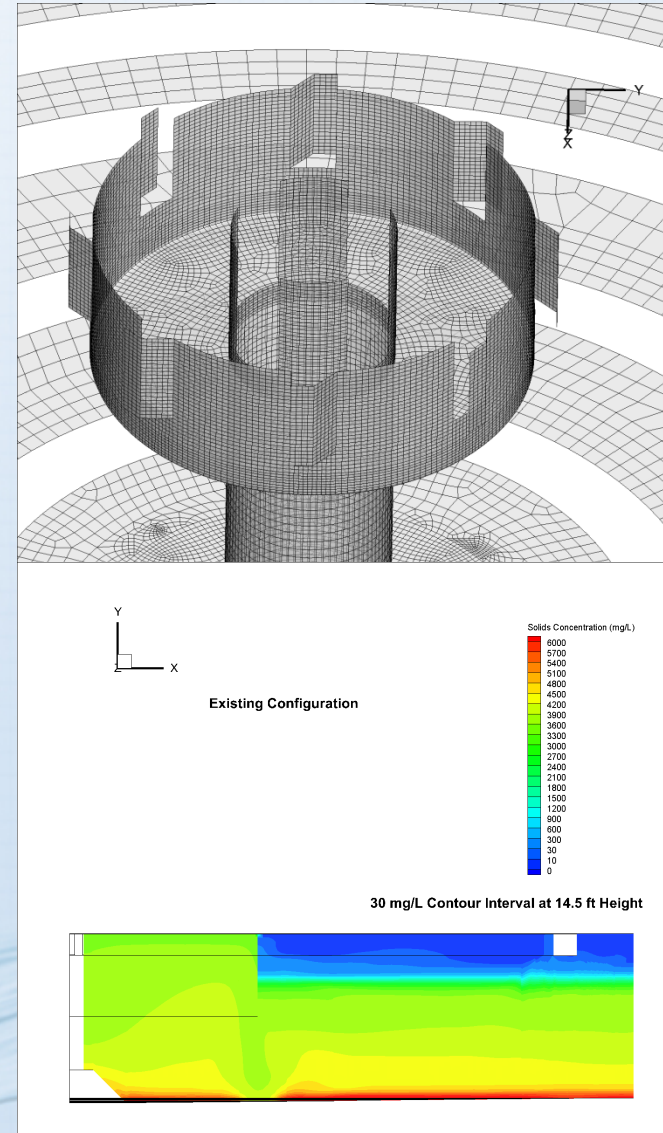 Y
Z
X
Y
Z
X
Solids Concentration (mg/L)
6000
5700
5400
5100
4800
4500
4200
3900
3600
3300
3000
2700
2400
2100
1800
1500
1200
900
600
300
30
10
0
Existing Configuration
30 mg/L Contour Interval at 14.5 ft Height